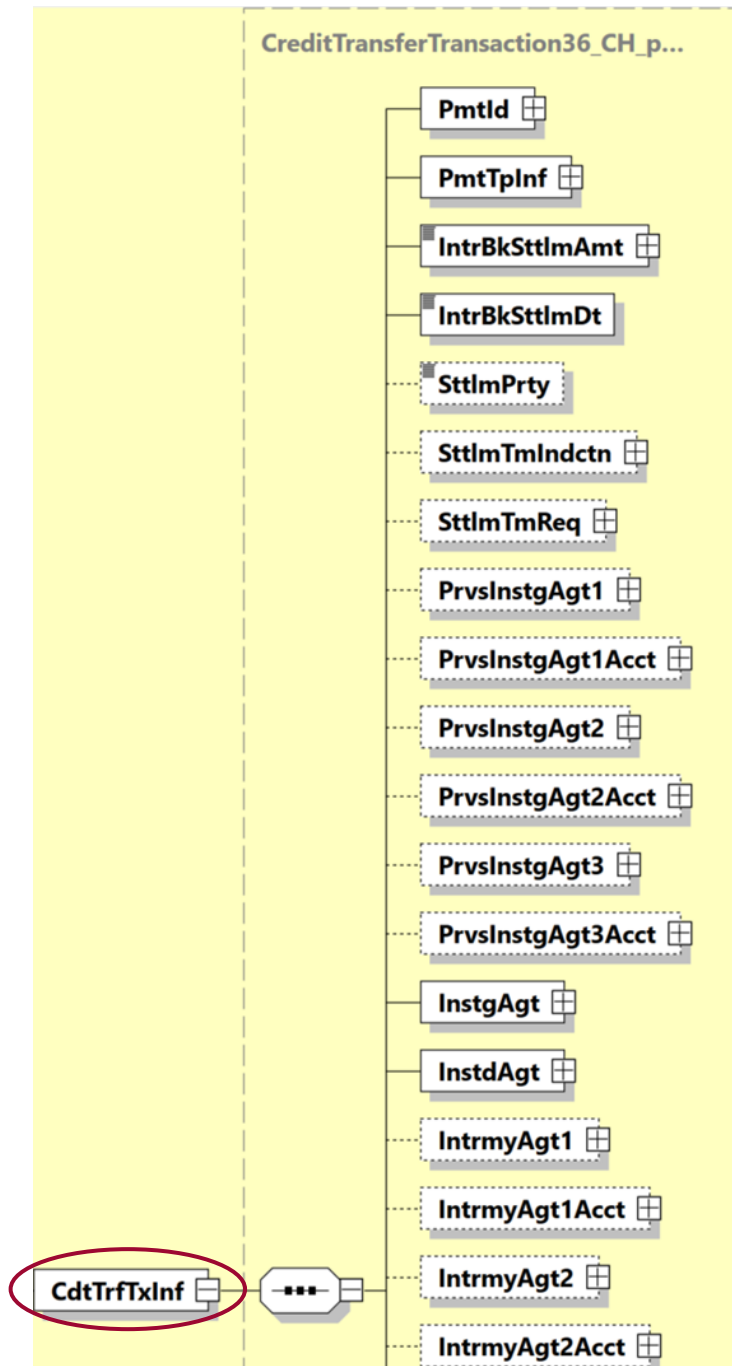 CreditTransferTransaction36_CH_p...
PmtId
PmtTpInf
IntrBkSttlmAmt
IntrBkSttlmDt
SttlmPrty
SttlmTmIndctn
SttlmTmReq
PrvsInstgAgt1
PrvsInstgAgt1Acct
PrvsInstgAgt2
PrvsInstgAgt2Acct
PrvsInstgAgt3
PrvsInstgAgt3Acct
InstgAgt
InstdAgt
IntrmyAgt1
IntrmyAgt1Acct
CdtTrfTxInf
IntrmyAgt2
IntrmyAgt2Acct